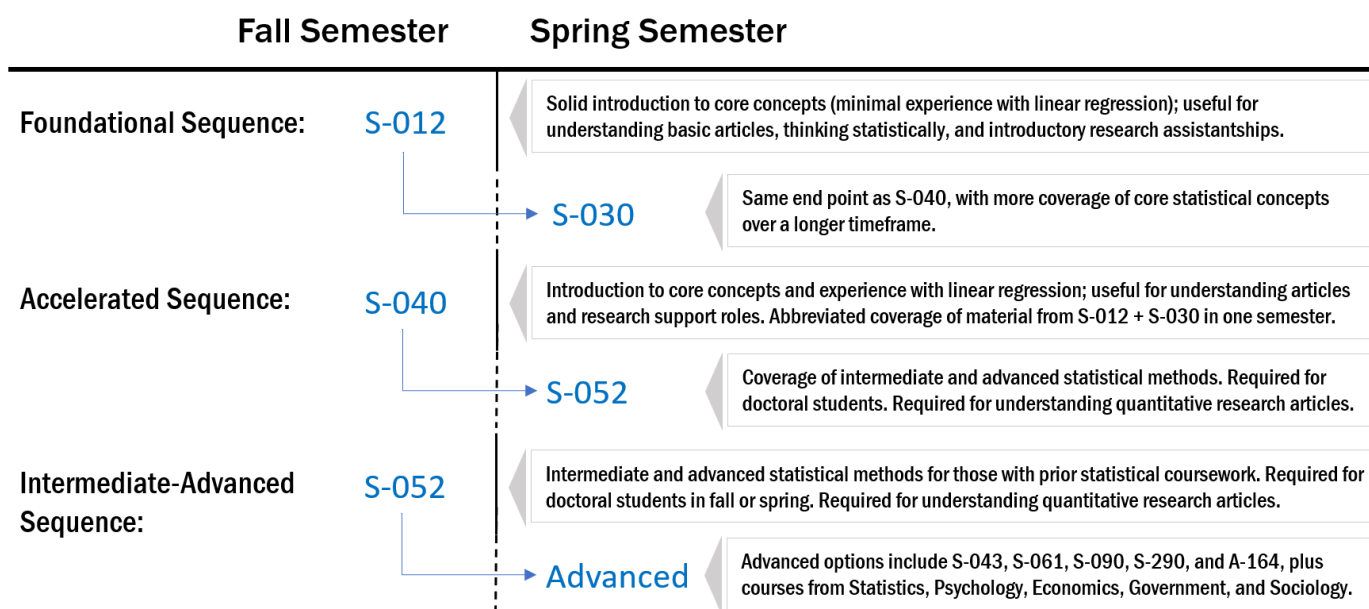 Fall Semester
Spring Semester
Foundational Sequence:
S-012
Solid introduction to core concepts (minimal experience with linear regression); useful for
understanding basic articles, thinking statistically, and introductory research assistantships.
S-030
Same end point as S-040, with more coverage of core statistical concepts
over a longer timeframe.
Accelerated Sequence:
S-040
Introduction to core concepts and experience with linear regression; useful for understanding articles
and research support roles. Abbreviated coverage of material from S-012 + S-030 in one semester.
S-052
Coverage of intermediate and advanced statistical methods. Required for
doctoral students. Required for understanding quantitative research articles.
Intermediate-Advanced
Sequence:
S-052
Intermediate and advanced statistical methods for those with prior statistical coursework. Required for
doctoral students in fall or spring. Required for understanding quantitative research articles.
Advanced
Advanced options include S-043, S-061, S-090, S-290, and A-164, plus
courses from Statistics, Psychology, Economics, Government, and Sociology.